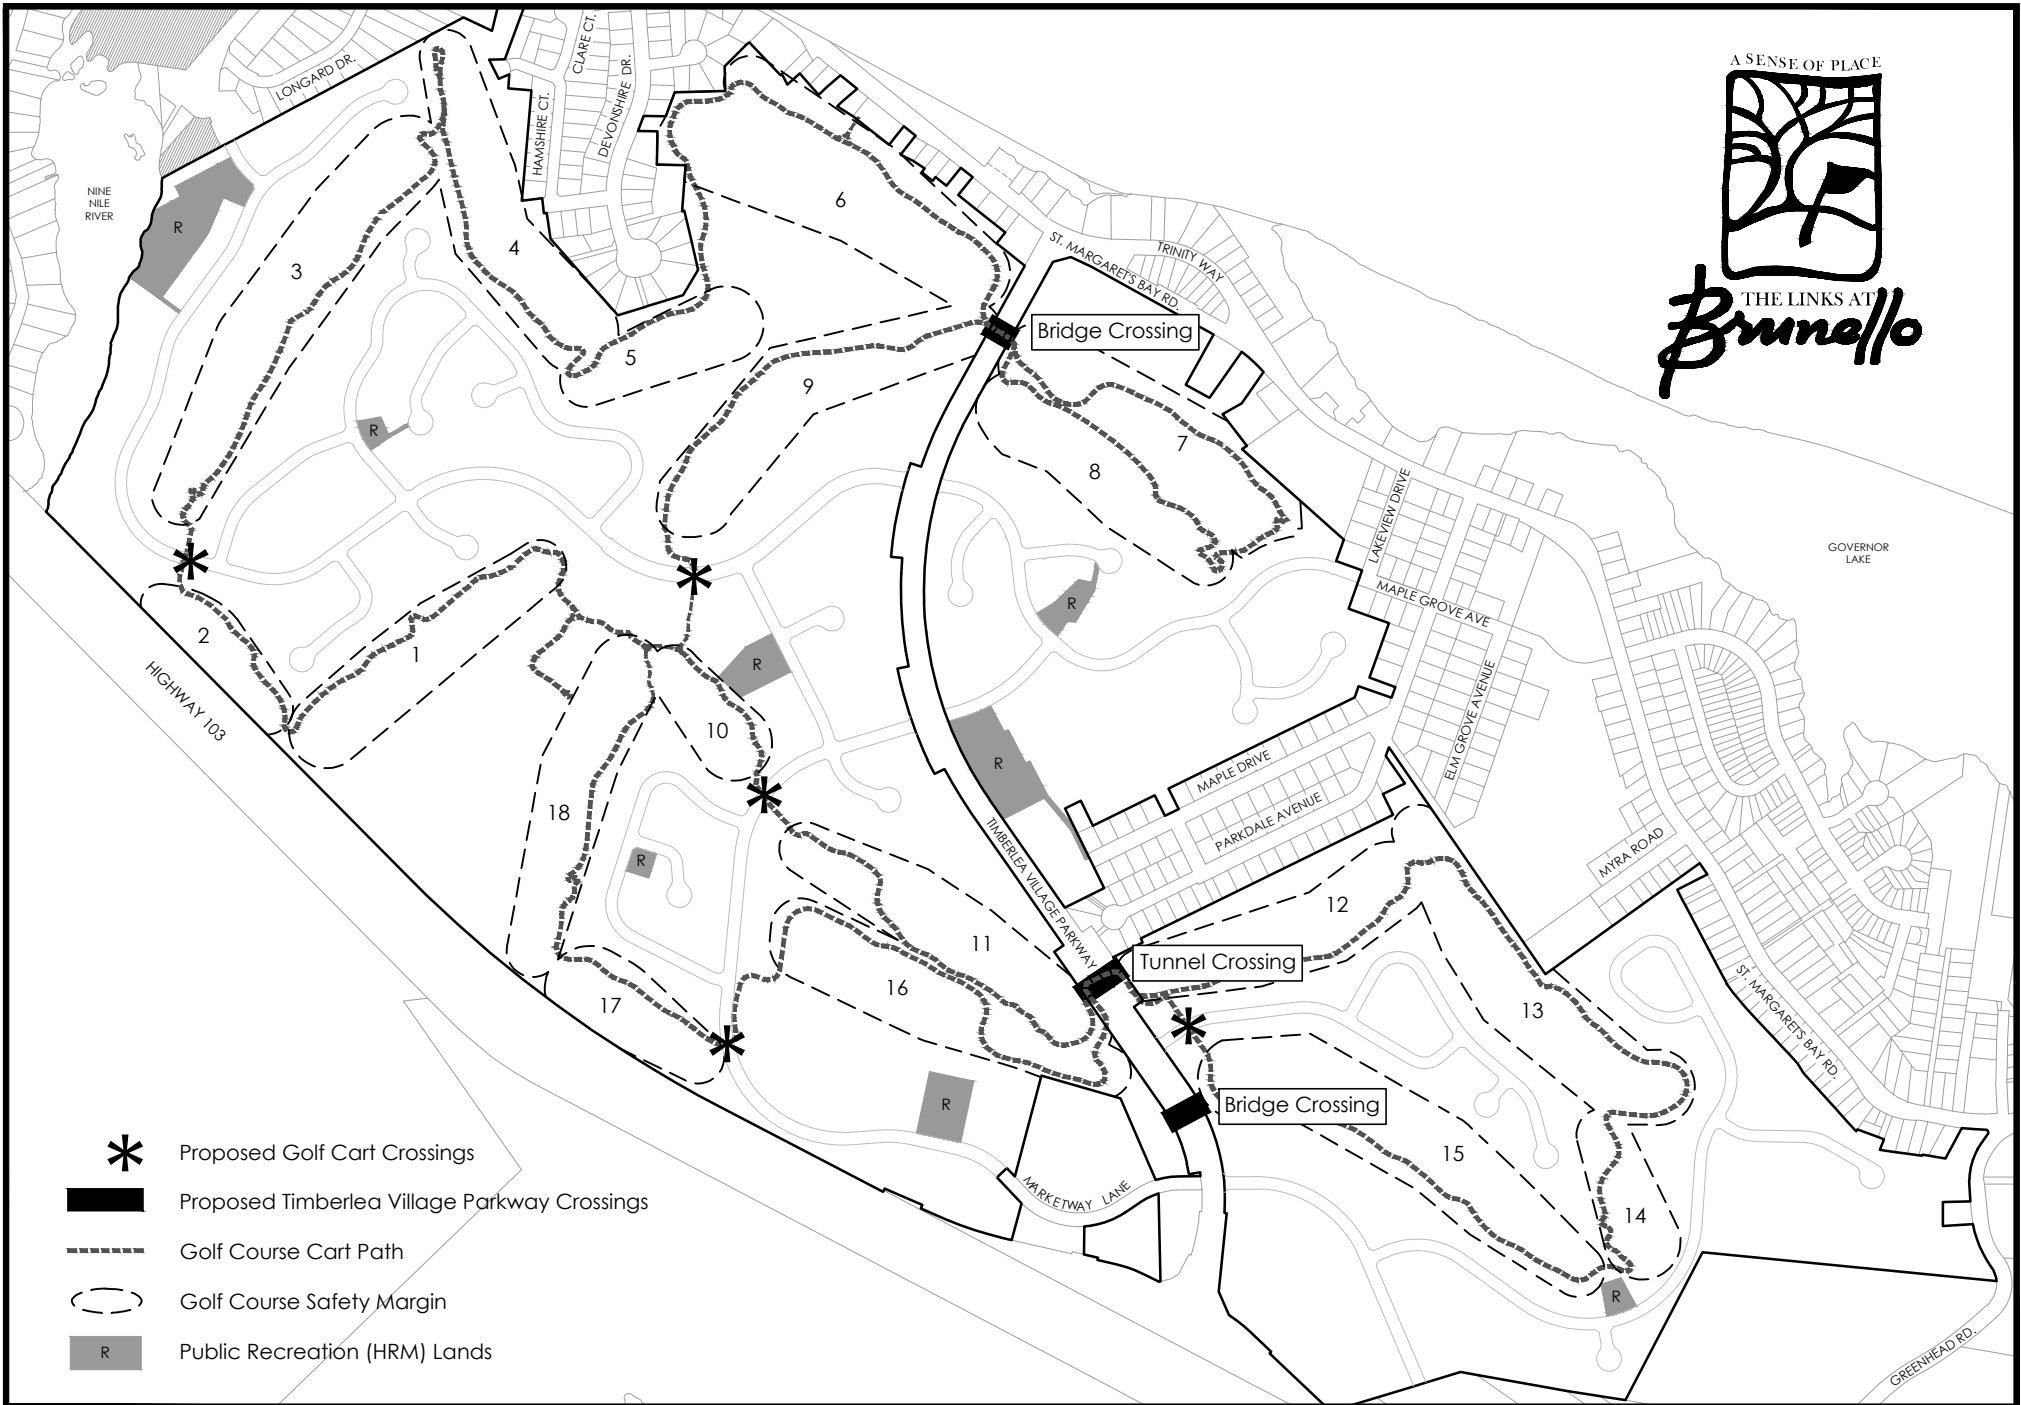 A SENSE OF PLACE
THE LINKS AT
Brunello
LONGARD DR.
CLARE CT.
DEVONSHIRE DR.
HAMSHIRE CT.
NINE
NILE
RIVER
R
3
4
6
ST. MARGARETS BAY RD.
TRINITY WAY
Bridge Crossing
5
9
R
7
8
LAKEVIEW DRIVE
GOVERNOR
LAKE
MAPLE GROVE AVE
R
2
1
R
ELM GROVE AVENUE
HIGHWAY 103
10
R
MAPLE DRIVE
PARKDALE AVENUE
18
TIMBERLEA VILLAGE PARKWAY
MYRA ROAD
R
12
11
Tunnel Crossing
16
17
13
ST. MARGARETS BAY RD.
R
Bridge Crossing
15
MARKETWAY LANE
14
R
GREENHEAD RD.
Proposed Golf Cart Crossings
Proposed Timberlea Village Parkway Crossings
Golf Course Cart Path
Golf Course Safety Margin
R
Public Recreation (HRM) Lands